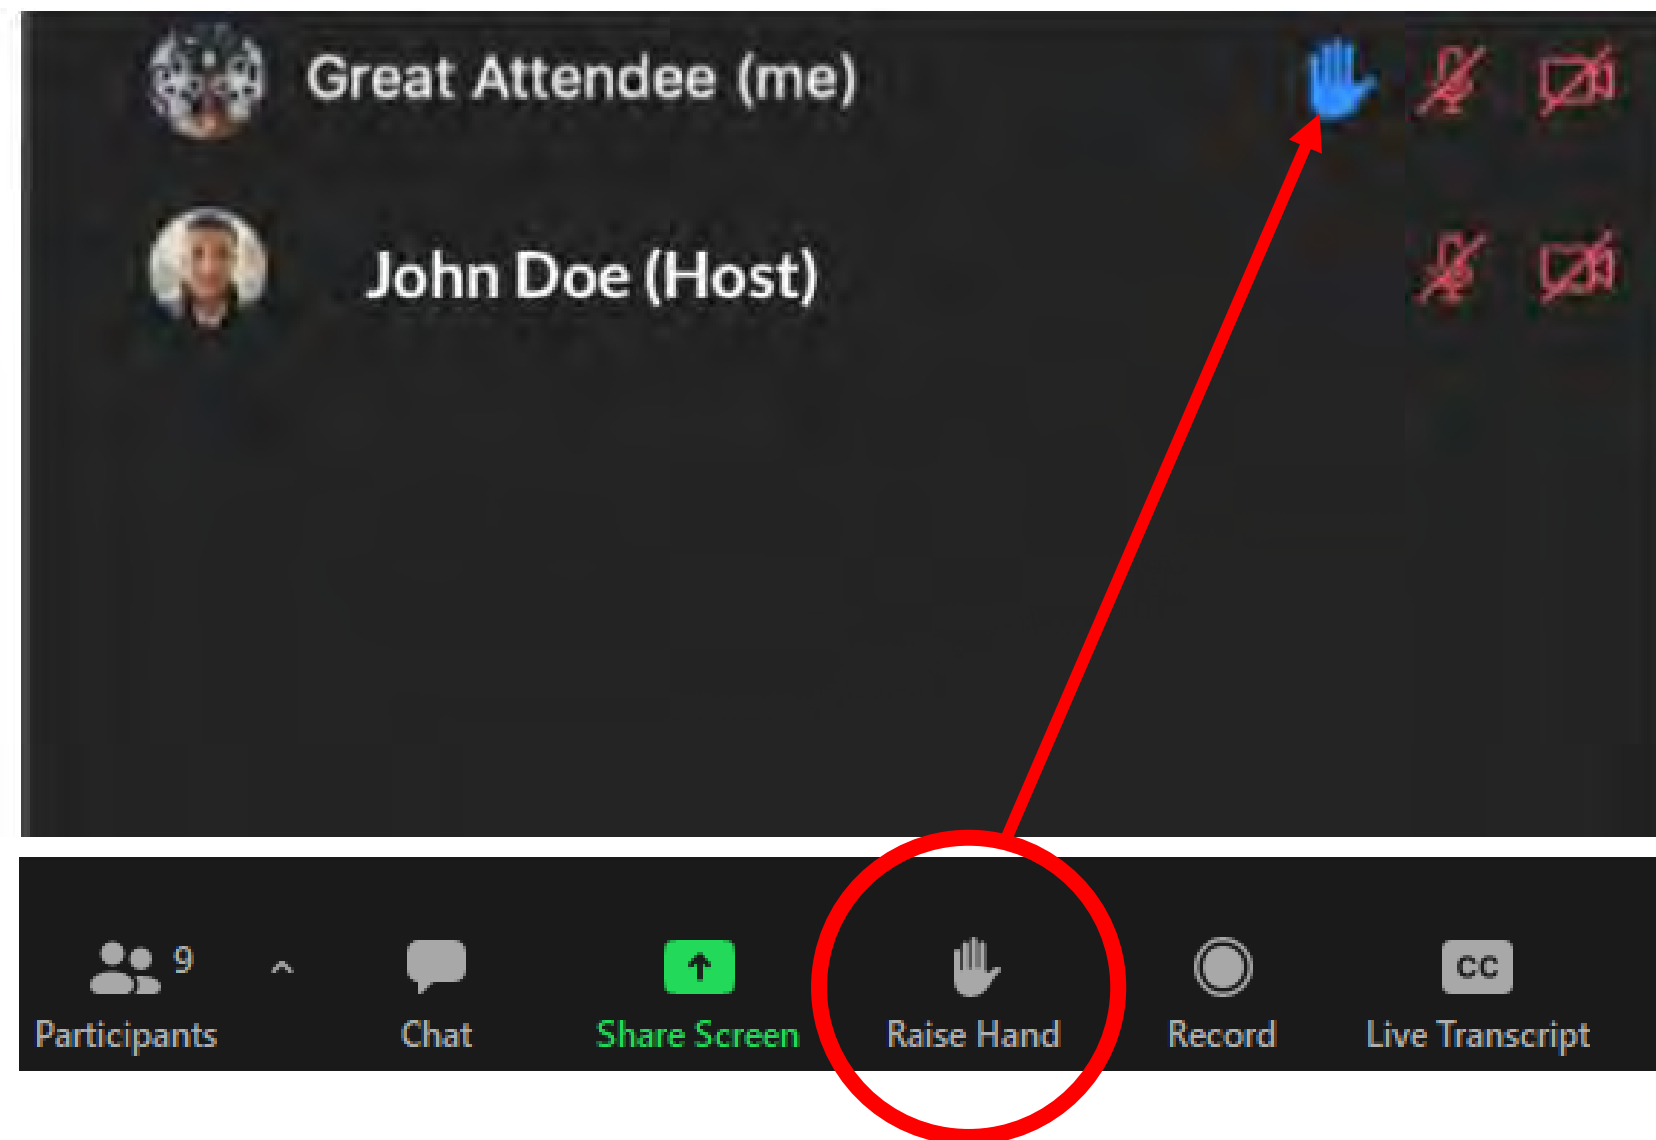 Great Attendee (me)
John Doe (Host)
9
Participants
Chat
Share Screen
Raise Hand
Record
CC
Live Transcript